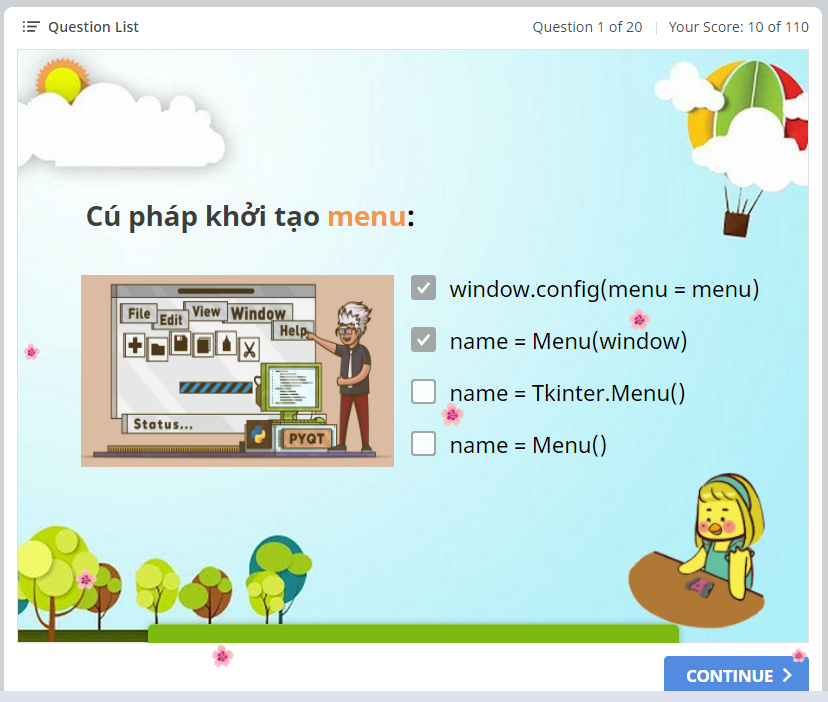 Question List
Question 1 of 20 | Your Score: 10 of 110
Cú pháp khởi tạo menu:
File Edit View Window Help
Status...
PYQT
window.config(menu = menu)
name = Menu(window)
name = Tkinter.Menu()
name = Menu()
CONTINUE